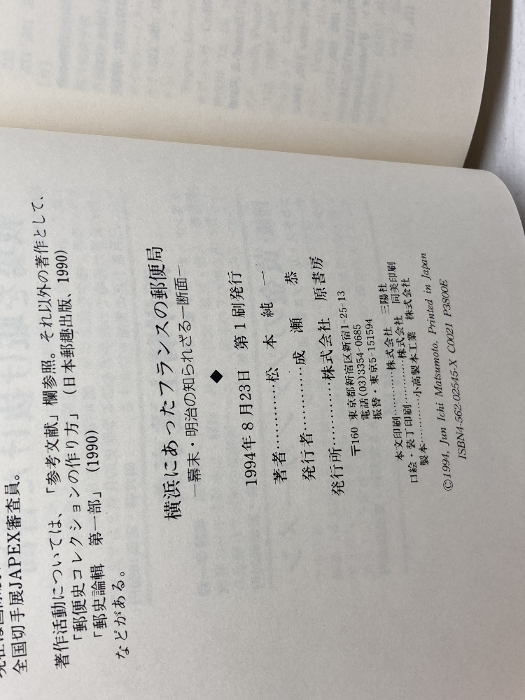 全国切手展JAPEX審査員。
著作活動については、「参考文献」欄参照。それ以外の著作として、
「郵便史コレクションの作り方」（日本郵趣出版、1990）
「郵史論輯　第一部」（1990）
などがある。
横浜にあったフランスの郵便局
―幕末・明治の知られざる一断面―
◆
1994年8月23日　第1刷発行
著者…………松本純一
発行者…………成瀬恭
発行所…………株式会社 原書房
〒160 東京都新宿区新宿1-25-13
電話(03)3354-0685
振替・東京5-151594
本文印刷…………株式会社 三陽社
口絵・装丁印刷…………株式会社 同美印刷
製本…………小高製本工業 株式会社
©1994, Jun Ichi Matsumoto, Printed in Japan
ISBN4-562-02545-X C0021 P3800E